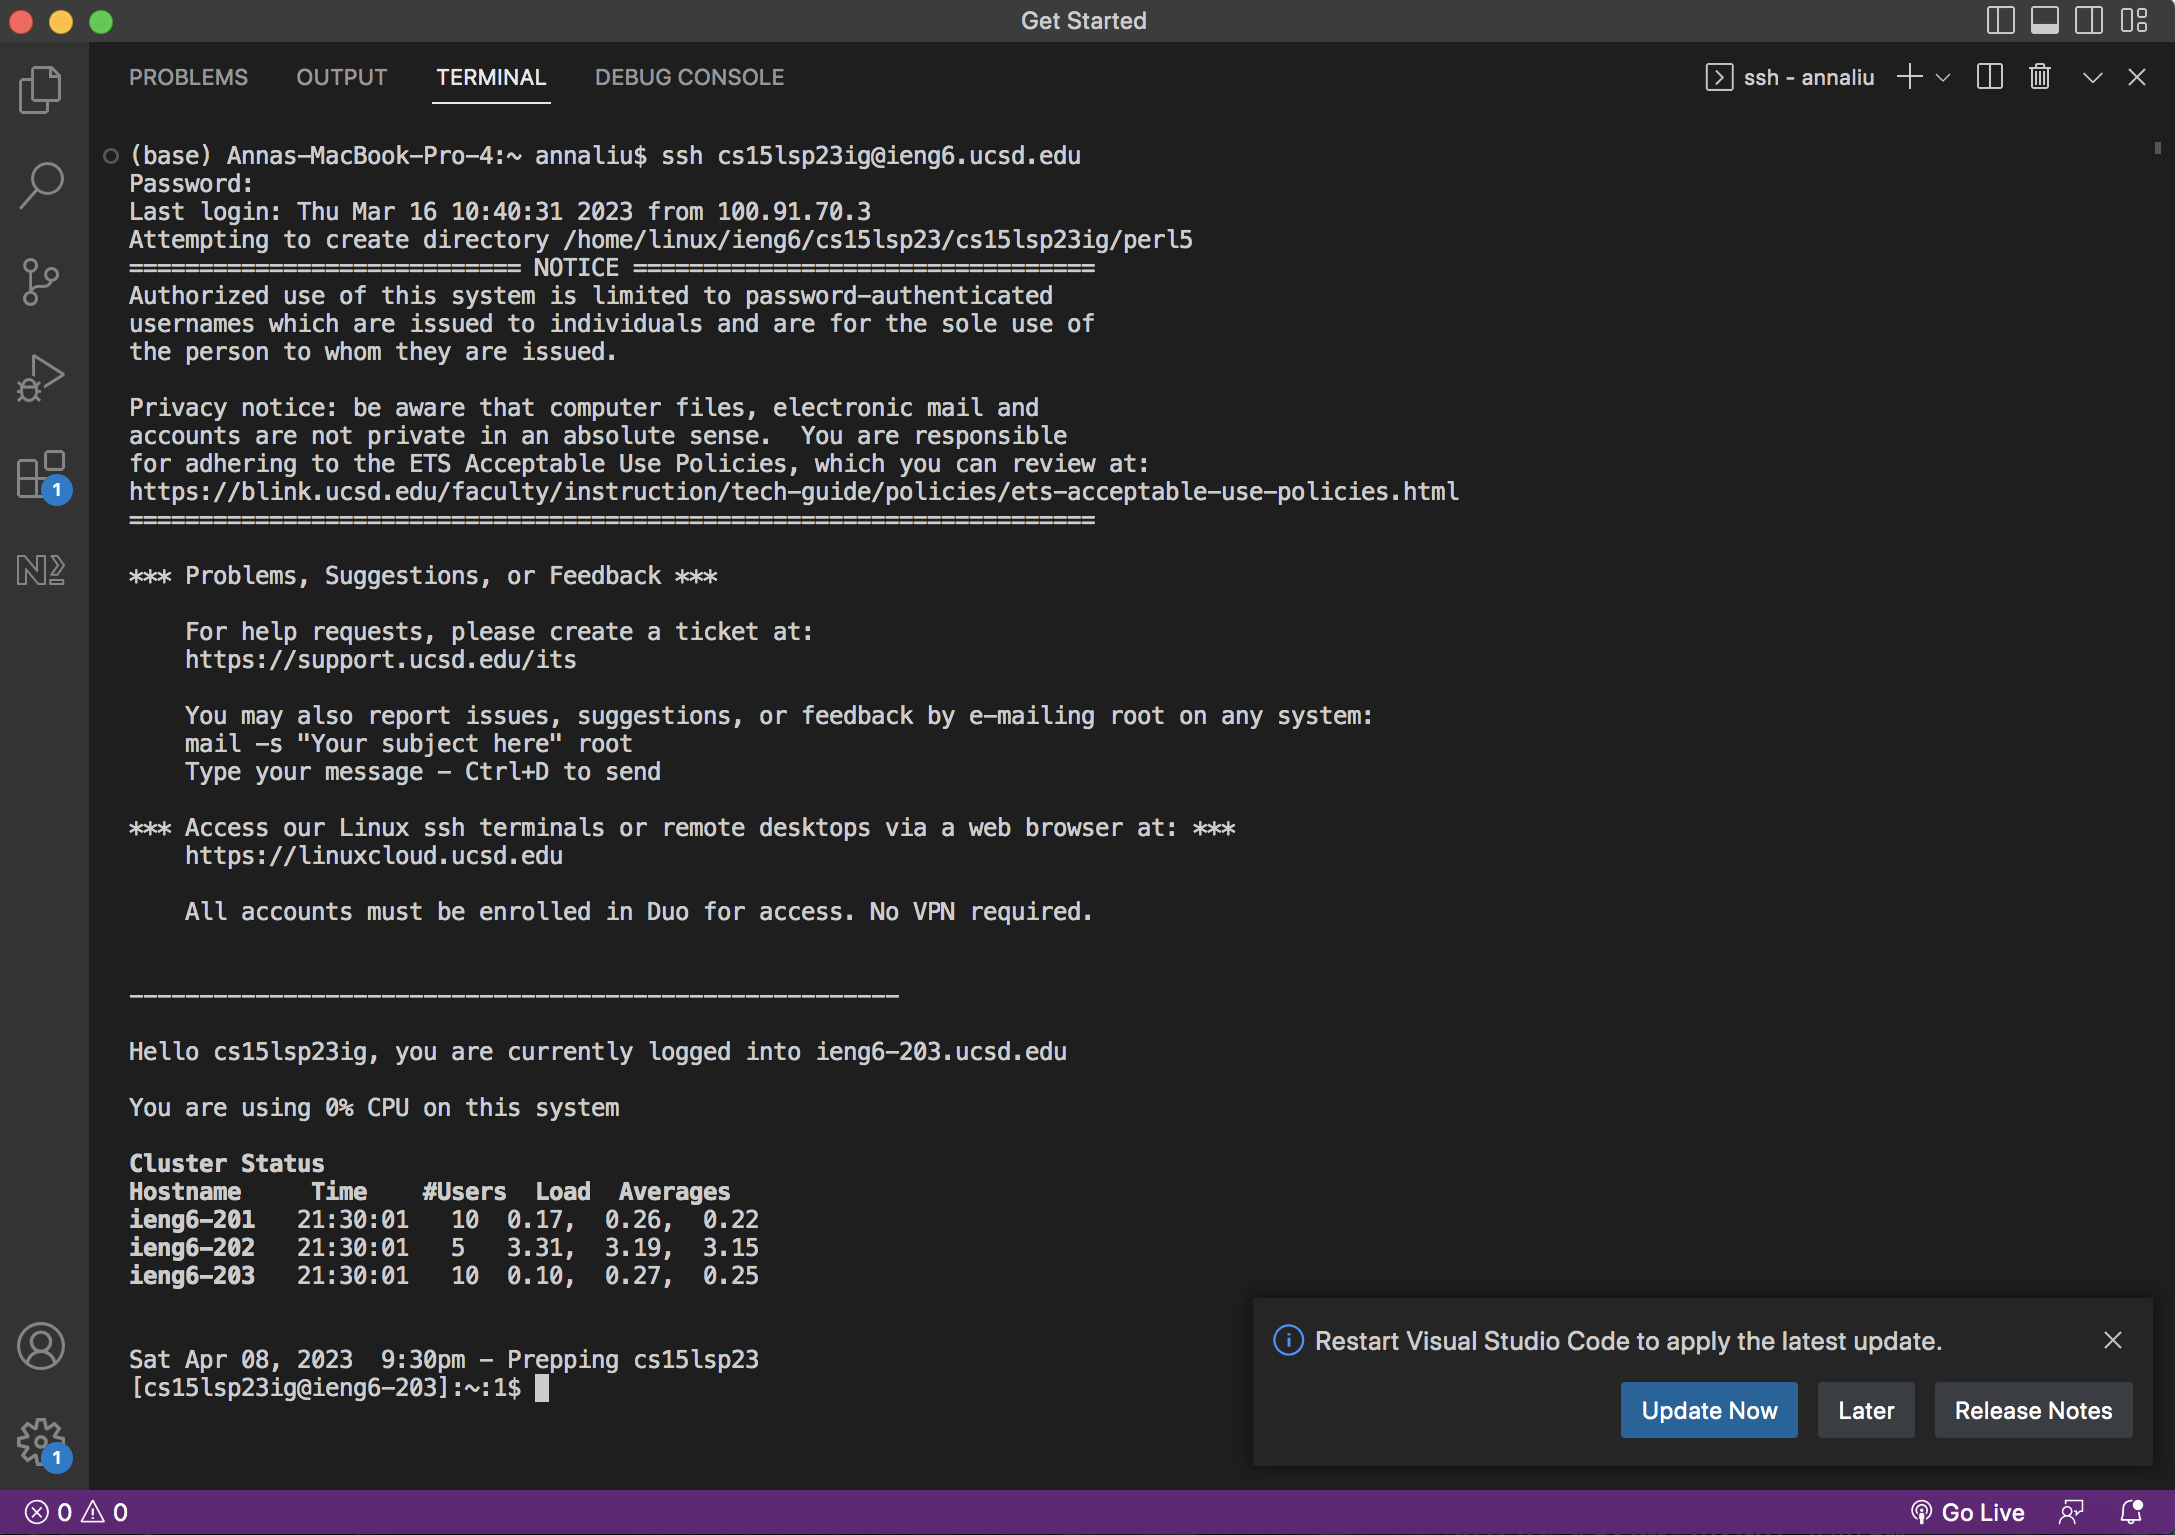 Get Started
PROBLEMS OUTPUT TERMINAL DEBUG CONSOLE ssh - annaliu
(base) Annas-MacBook-Pro-4:~ annaliu$ ssh cs15lsp23ig@ieng6.ucsd.edu
Password:
Last login: Thu Mar 16 10:40:31 2023 from 100.91.70.3
Attempting to create directory /home/linux/ieng6/cs15lsp23/cs15lsp23ig/perl5
============================ NOTICE =================================
Authorized use of this system is limited to password-authenticated
usernames which are issued to individuals and are for the sole use of
the person to whom they are issued.
Privacy notice: be aware that computer files, electronic mail and
accounts are not private in an absolute sense.  You are responsible
for adhering to the ETS Acceptable Use Policies, which you can review at:
https://blink.ucsd.edu/faculty/instruction/tech-guide/policies/ets-acceptable-use-policies.html
=====================================================================
*** Problems, Suggestions, or Feedback ***
For help requests, please create a ticket at:
https://support.ucsd.edu/its
You may also report issues, suggestions, or feedback by e-mailing root on any system:
mail -s "Your subject here" root
Type your message - Ctrl+D to send
*** Access our Linux ssh terminals or remote desktops via a web browser at: ***
https://linuxcloud.ucsd.edu
All accounts must be enrolled in Duo for access. No VPN required.
-------------------------------------------------------
Hello cs15lsp23ig, you are currently logged into ieng6-203.ucsd.edu
You are using 0% CPU on this system
Cluster Status
Hostname     Time    #Users  Load  Averages
ieng6-201   21:30:01   10  0.17,  0.26,  0.22
ieng6-202   21:30:01   5   3.31,  3.19,  3.15
ieng6-203   21:30:01   10  0.10,  0.27,  0.25
Sat Apr 08, 2023  9:30pm - Prepping cs15lsp23
[cs15lsp23ig@ieng6-203]:~:1$
1
N
1
Restart Visual Studio Code to apply the latest update.
Update Now Later Release Notes
0 0 Go Live